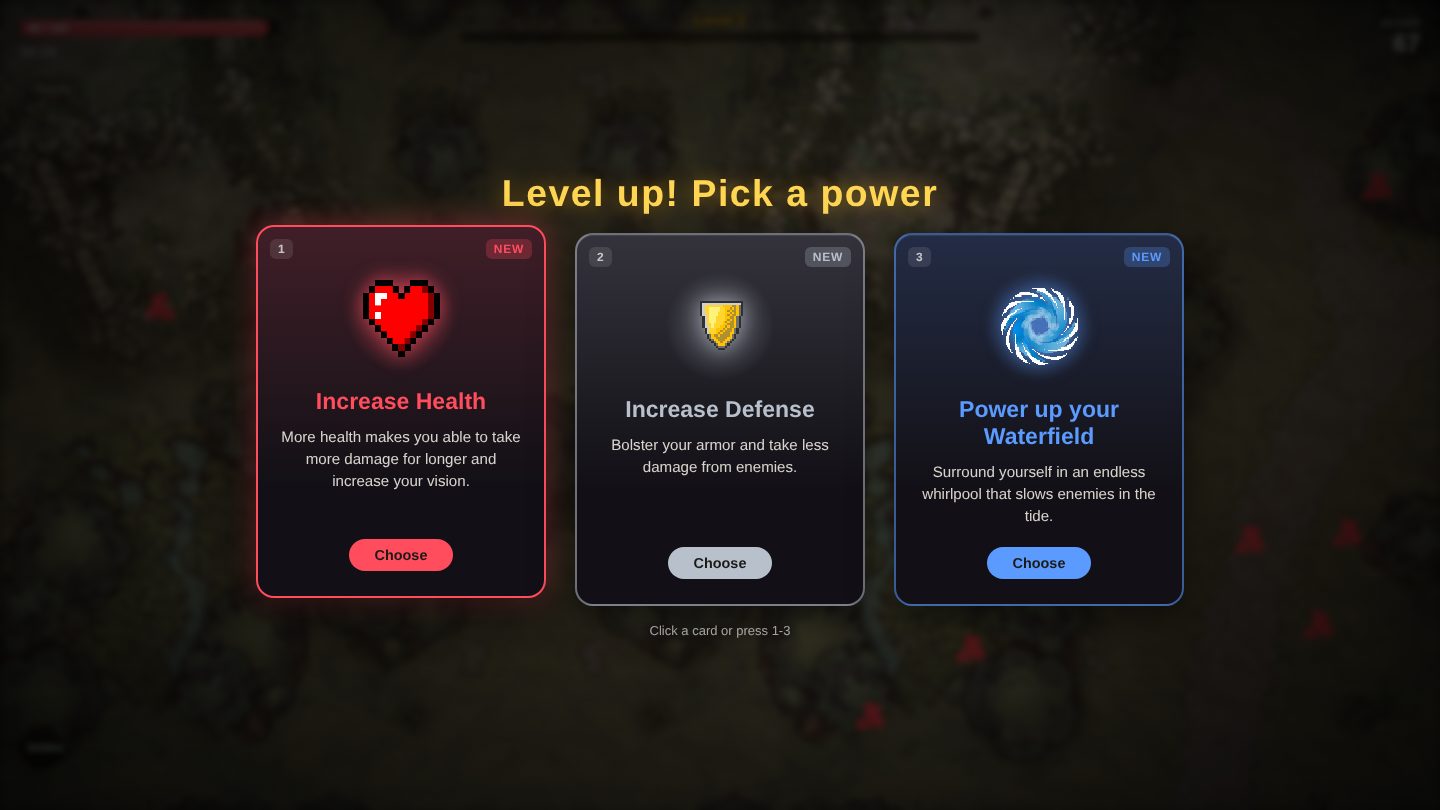 Level up! Pick a power
1
NEW
Increase Health
More health makes you able to take
more damage for longer and
increase your vision.
Choose
2
NEW
Increase Defense
Bolster your armor and take less
damage from enemies.
Choose
3
NEW
Power up your
Waterfield
Surround yourself in an endless
whirlpool that slows enemies in the
tide.
Choose
Click a card or press 1-3